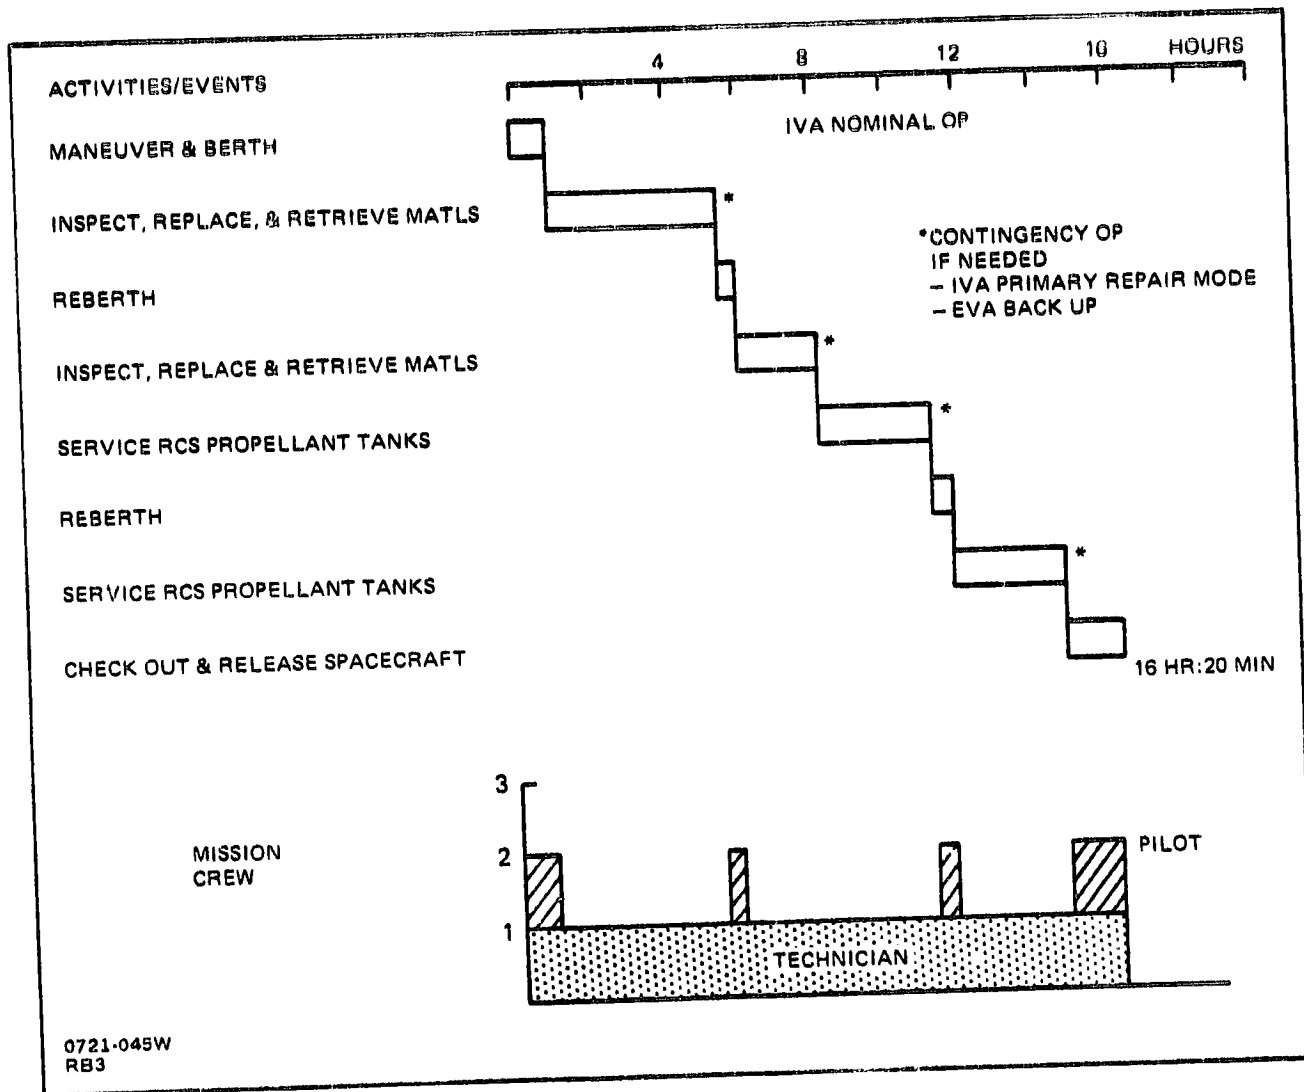 4 8 12 16 HOURS
ACTIVITIES/EVENTS
IVA NOMINAL OP
MANEUVER & BERTH
INSPECT, REPLACE, & RETRIEVE MATLS *
*CONTINGENCY OP
IF NEEDED
– IVA PRIMARY REPAIR MODE
– EVA BACK UP
REBERTH
INSPECT, REPLACE & RETRIEVE MATLS *
SERVICE RCS PROPELLANT TANKS *
REBERTH
SERVICE RCS PROPELLANT TANKS *
CHECK OUT & RELEASE SPACECRAFT
16 HR:20 MIN
3
2
1
MISSION
CREW
PILOT
TECHNICIAN
0721-045W
RB3